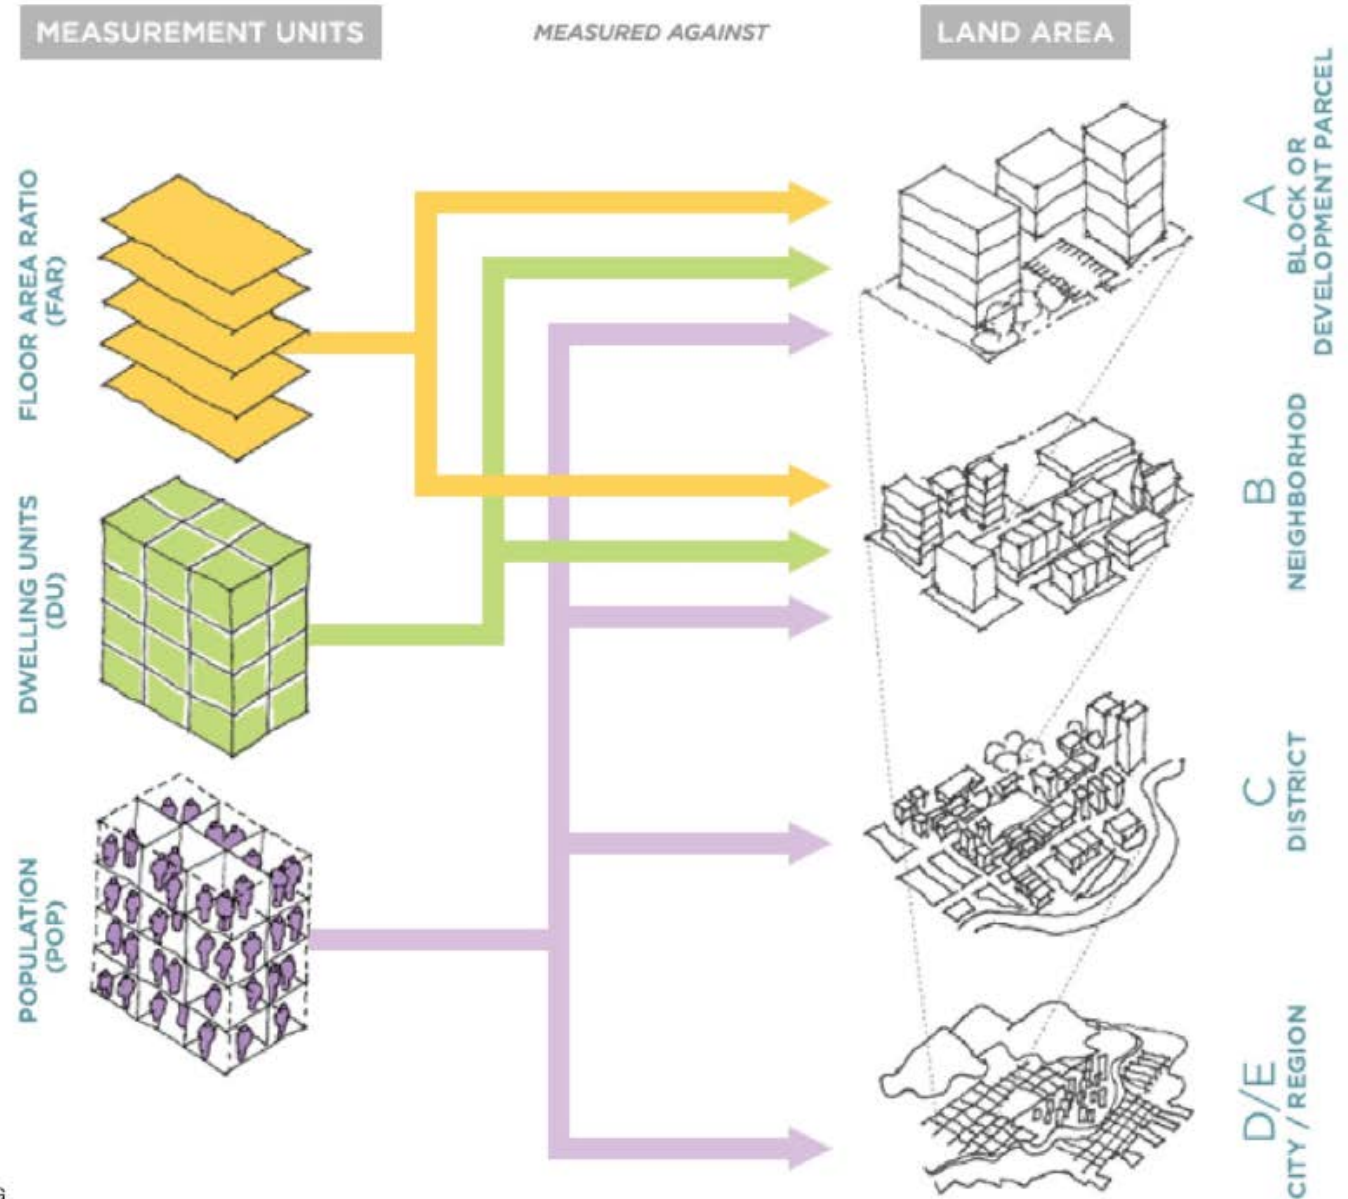 MEASUREMENT UNITS
MEASURED AGAINST
LAND AREA
FLOOR AREA RATIO
(FAR)
DWELLING UNITS
(DU)
POPULATION
(POP)
A
BLOCK OR
DEVELOPMENT PARCEL
B
NEIGHBORHOD
C
DISTRICT
D/E
CITY / REGION